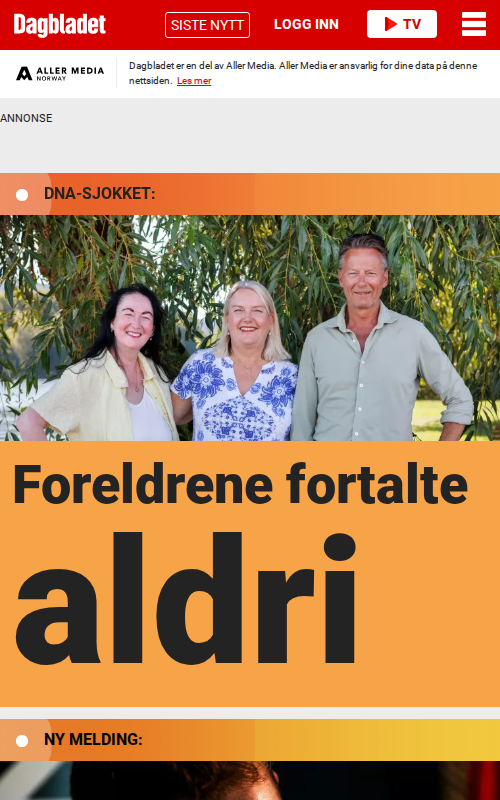 Dagbladet SISTE NYTT LOGG INN TV
ALLER MEDIA
NORWAY
Dagbladet er en del av Aller Media. Aller Media er ansvarlig for dine data på denne
nettsiden. Les mer
ANNONSE
DNA-SJOKKET:
Foreldrene fortalte
aldri
NY MELDING: